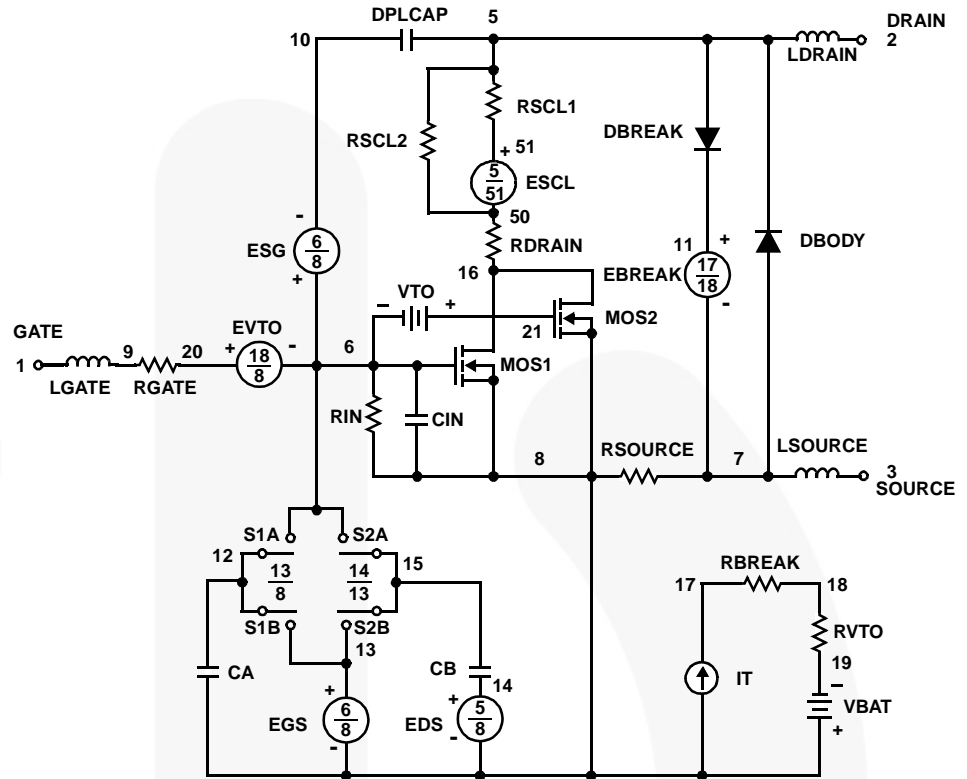 DPLCAP 5 DRAIN
10 2
LDRAIN
RSCL1
RSCL2 DBREAK
+ 51
5
51
ESCL
50
-
ESG 6
8
+
RDRAIN
11 +
EBREAK 17
18
-
DBODY
16
VTO
- +
MOS2
21
GATE
1
LGATE
9
RGATE
20
EVTO
+ 18
8
-
6
MOS1
RIN CIN
8
RSOURCE
7
LSOURCE
3
SOURCE
S1A S2A
12 13
8
14
13
15
S1B S2B
13
CA
CB
+
EGS 6
8
-
14
+
EDS 5
8
-
RBREAK
17 18
RVTO
19
IT
-
VBAT
+